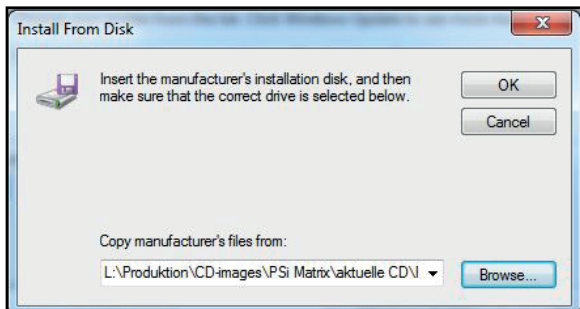 Install From Disk
Insert the manufacturer's installation disk, and then
make sure that the correct drive is selected below.
OK
Cancel
Copy manufacturer's files from:
L:\Produktion\CD-images\PSi Matrix\aktuelle CD\
Browse...